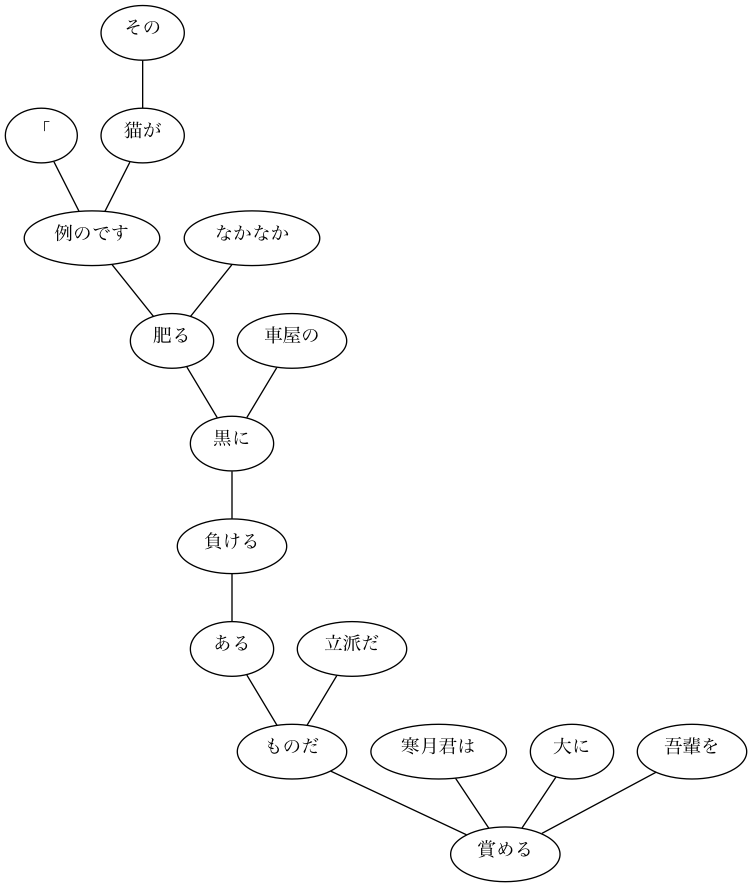 その
「
猫が
例のです
なかなか
肥る
車屋の
黒に
負ける
ある
立派だ
ものだ
寒月君は
大に
吾輩を
賞める